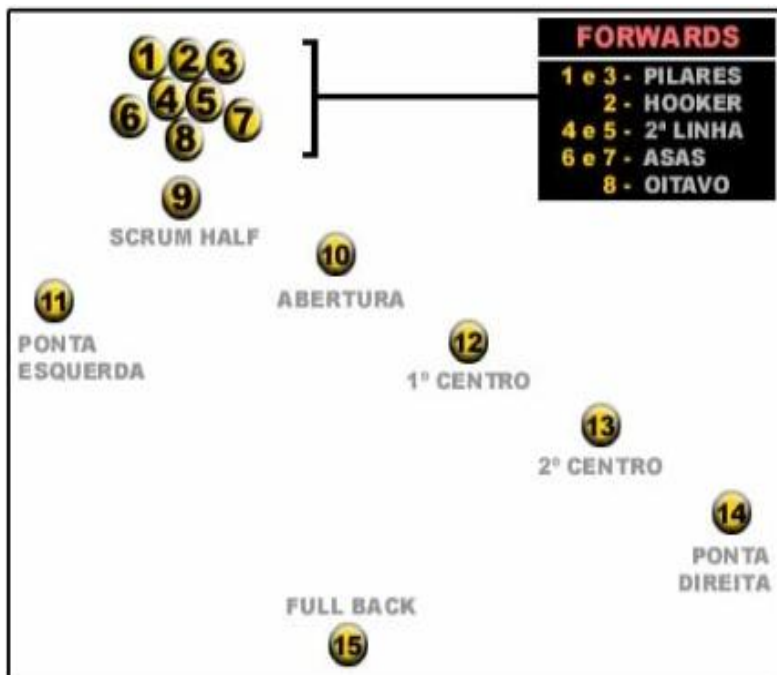 FORWARDS
1 e 3 - PILARES
2 - HOOKER
4 e 5 - 2ª LINHA
6 e 7 - ASAS
8 - OITAVO
1 2 3
4 5
6 7
8
9
SCRUM HALF
10
ABERTURA
11
PONTA
ESQUERDA
12
1º CENTRO
13
2º CENTRO
14
PONTA
DIREITA
FULL BACK
15